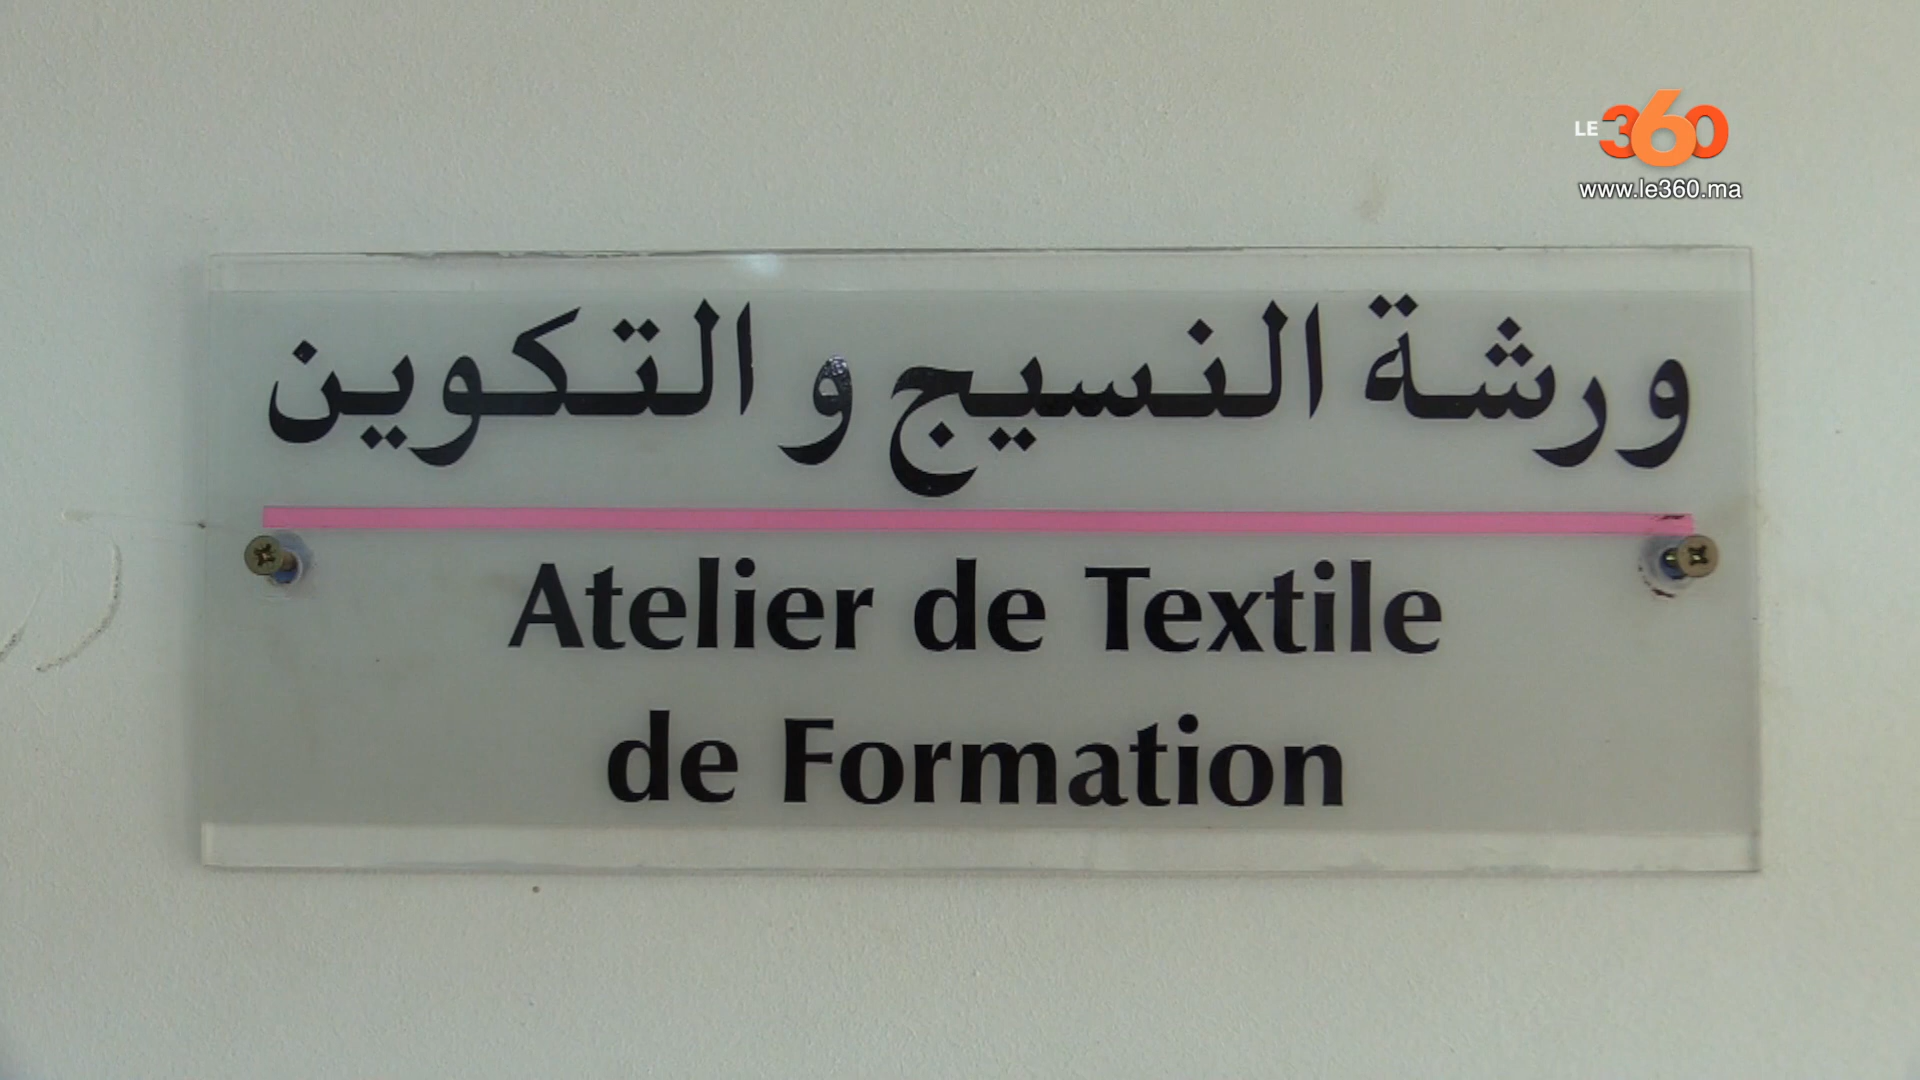 LE 360
www.le360.ma
ورشة النسيج و التكوين
Atelier de Textile
de Formation